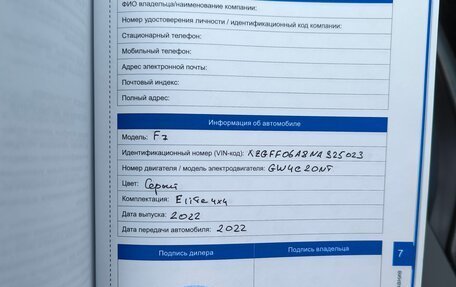 ФИО владельца/наименование компании:
Номер удостоверения личности / идентификационный код компании:
Стационарный телефон:
Мобильный телефон:
Адрес электронной почты:
Почтовый индекс:
Полный адрес:
Информация об автомобиле
Модель: F7
Идентификационный номер (VIN-код): XZGFF06A8NA325023
Номер двигателя / модель электродвигателя: GW4C20NT
Цвет: Серый
Комплектация: Elite 4x4
Дата выпуска: 2022
Дата передачи автомобиля: 2022
Подпись дилера
Подпись владельца
7